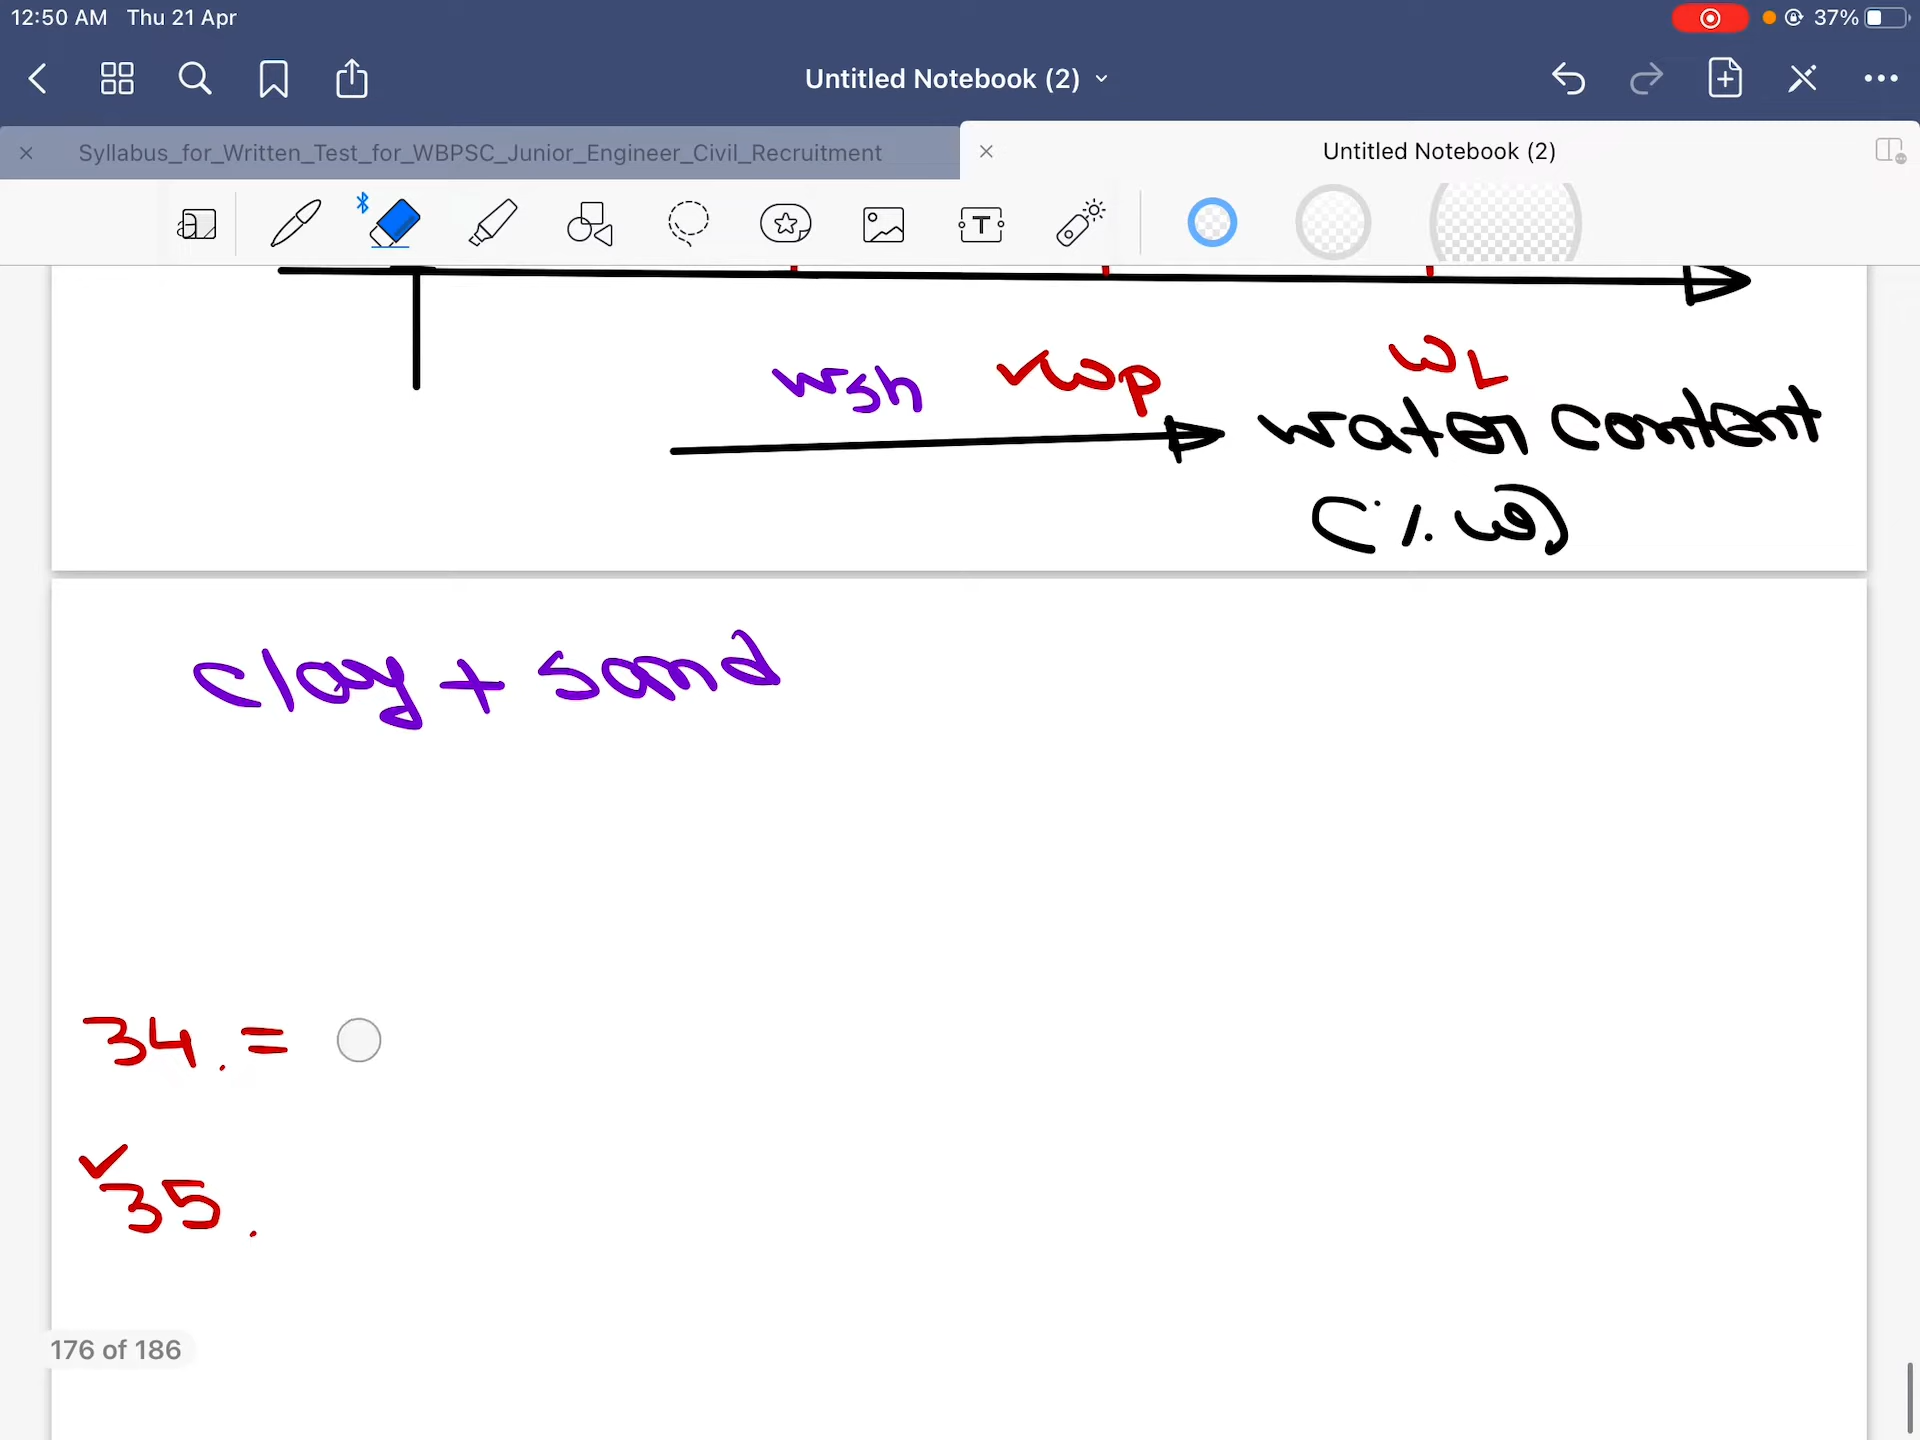 12:50 AM Thu 21 Apr 37%
Untitled Notebook (2)
Syllabus_for_Written_Test_for_WBPSC_Junior_Engineer_Civil_Recruitment
Untitled Notebook (2)
wsh wp wL
water content
(% w)
clay + sand
34. =
35.
176 of 186